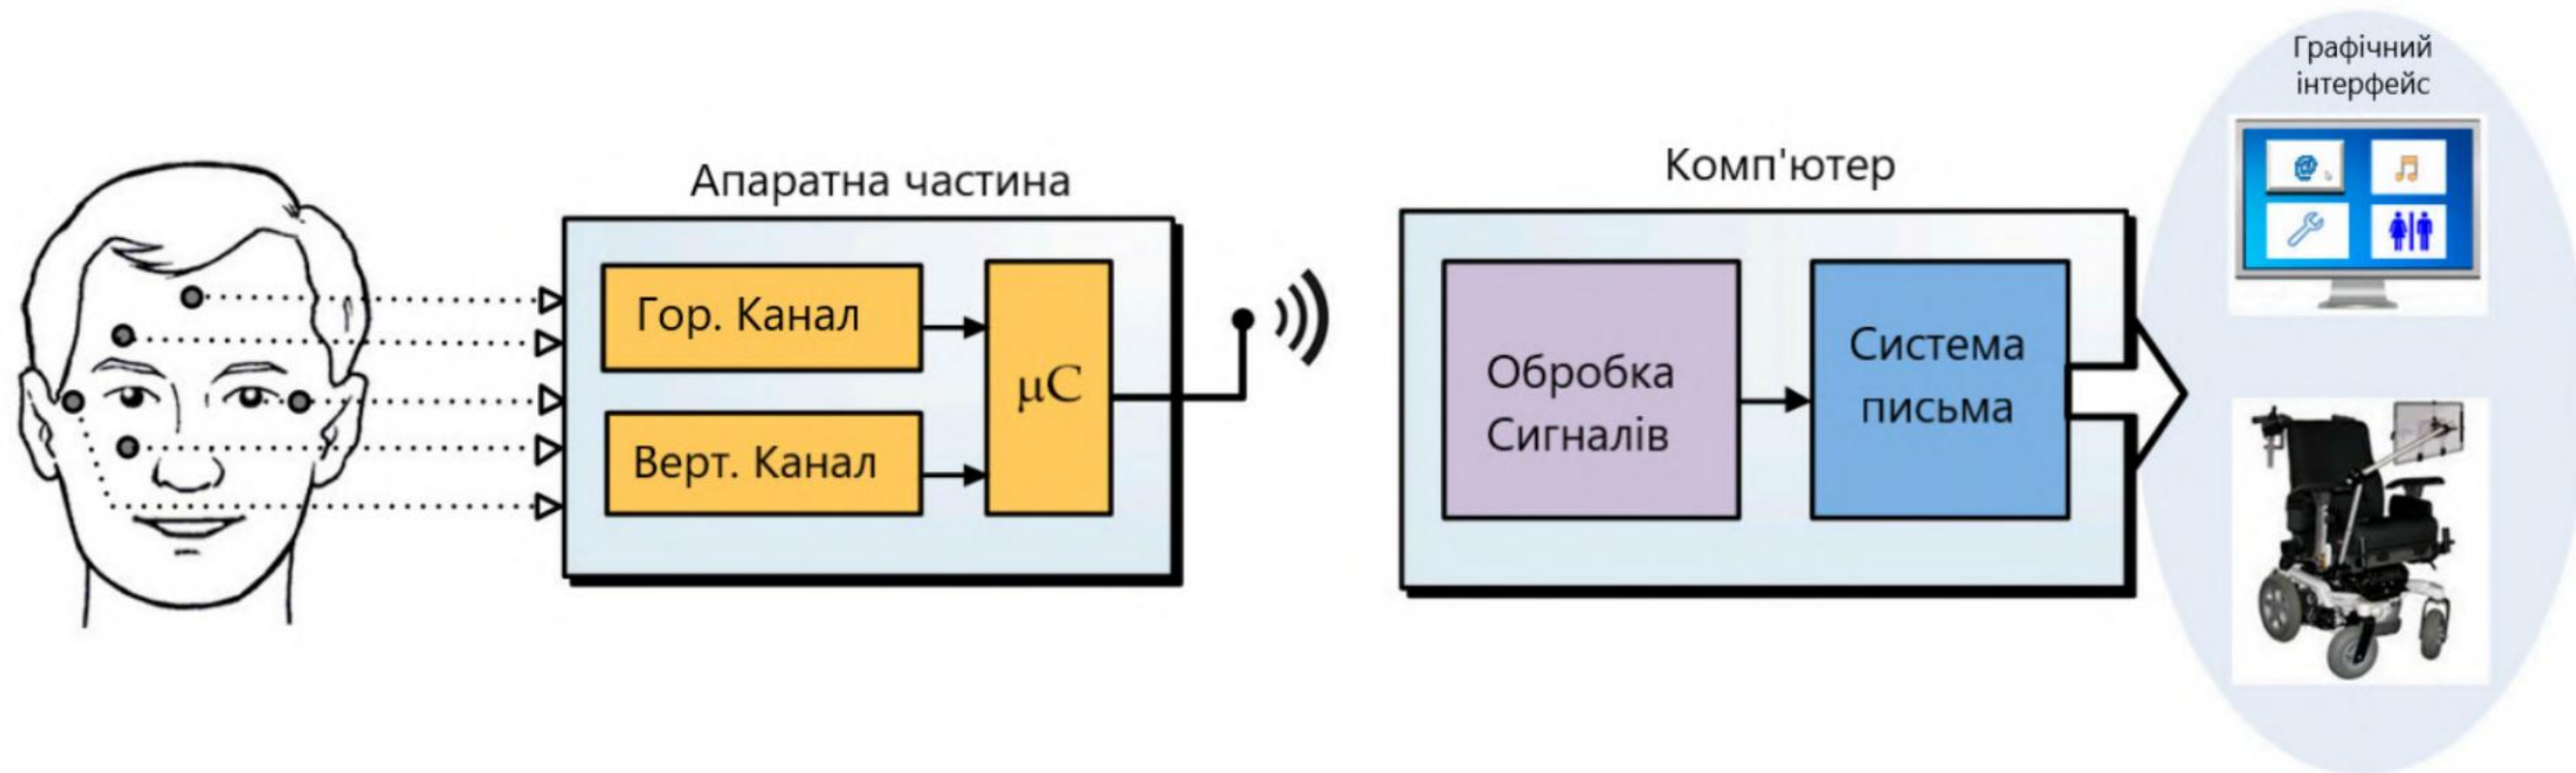 Апаратна частина
Гор. Канал
Верт. Канал
μC
Комп'ютер
Обробка
Сигналів
Система
письма
Графічний
інтерфейс
@